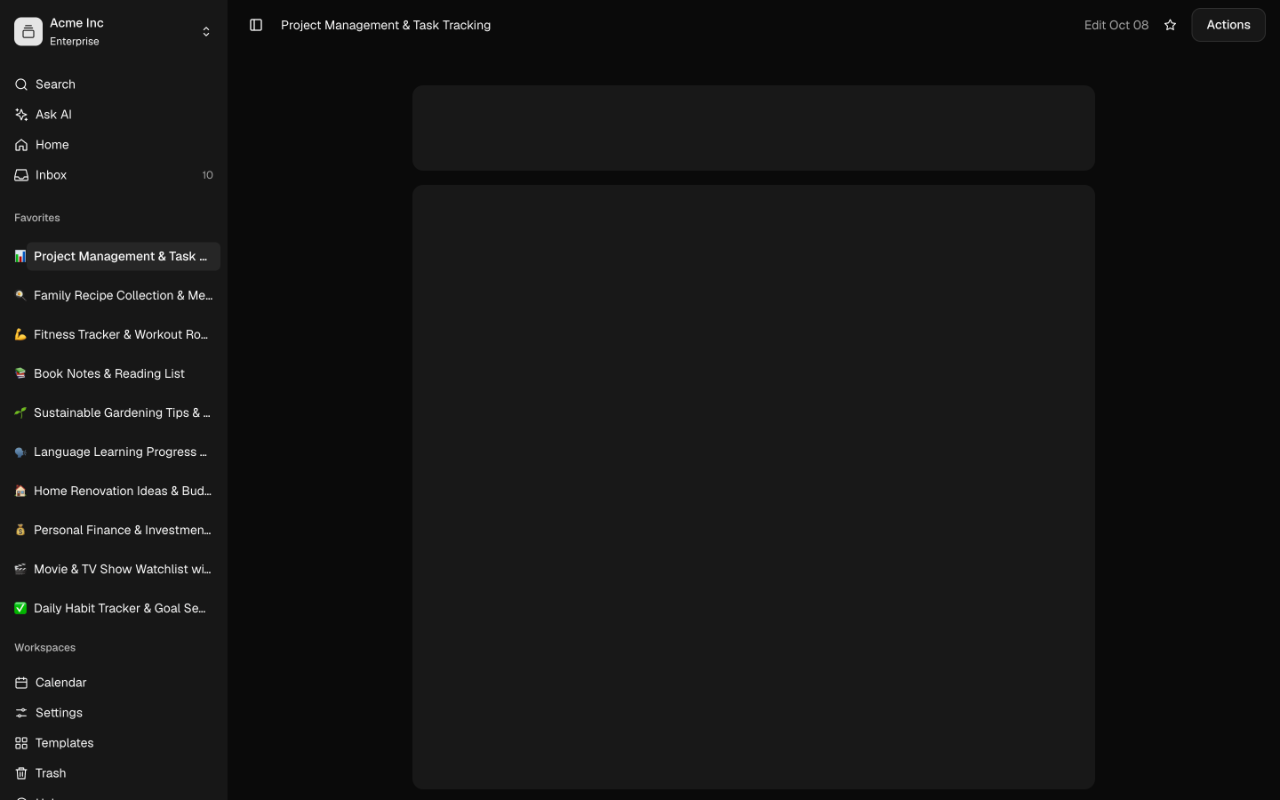 Acme Inc
Enterprise
Search
Ask AI
Home
Inbox 10
Favorites
Project Management & Task ...
Family Recipe Collection & Me...
Fitness Tracker & Workout Ro...
Book Notes & Reading List
Sustainable Gardening Tips & ...
Language Learning Progress ...
Home Renovation Ideas & Bud...
Personal Finance & Investmen...
Movie & TV Show Watchlist wi...
Daily Habit Tracker & Goal Se...
Workspaces
Calendar
Settings
Templates
Trash
Project Management & Task Tracking
Edit Oct 08
Actions